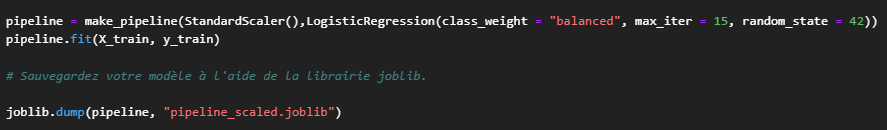 pipeline = make_pipeline(StandardScaler(),LogisticRegression(class_weight = "balanced", max_iter = 15, random_state = 42))
pipeline.fit(X_train, y_train)
# Sauvegardez votre modèle à l'aide de la librairie joblib.
joblib.dump(pipeline, "pipeline_scaled.joblib")